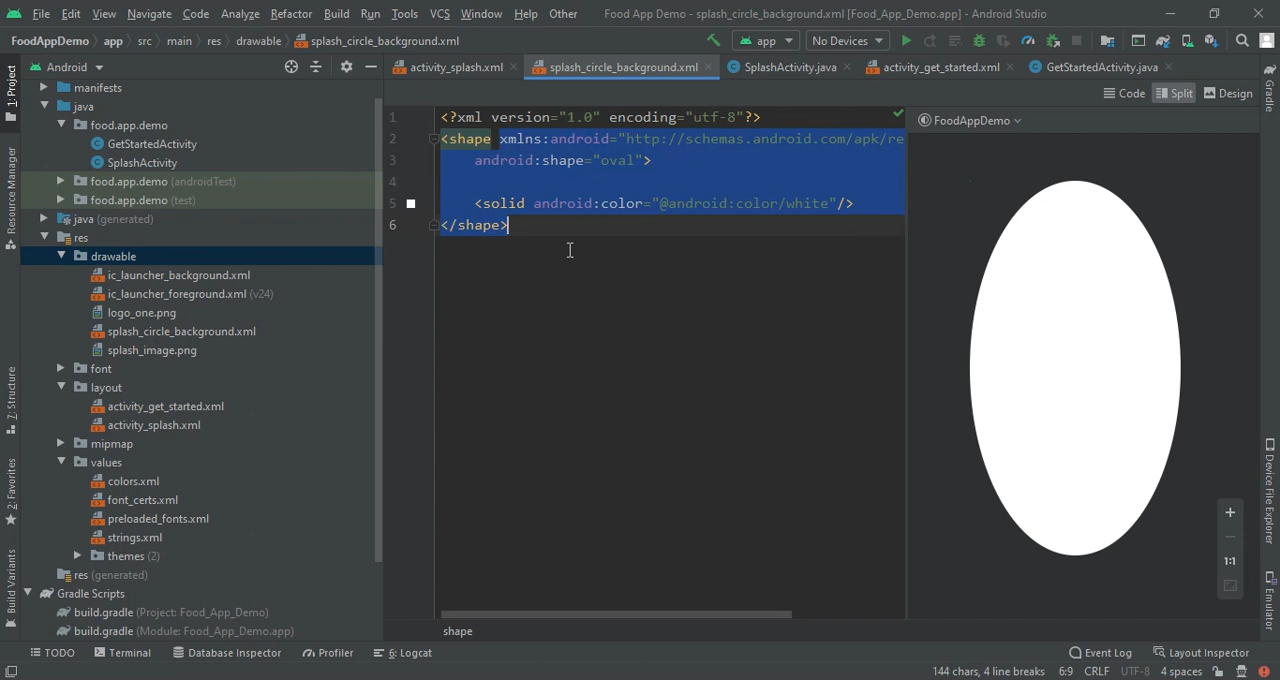 File Edit View Navigate Code Analyze Refactor Build Run Tools VCS Window Help Other Food App Demo - splash_circle_background.xml [Food_App_Demo.app] - Android Studio
FoodAppDemo app src main res drawable splash_circle_background.xml app No Devices
Android
activity_splash.xml splash_circle_background.xml SplashActivity.java activity_get_started.xml GetStartedActivity.java
Code Split Design
manifests
java
food.app.demo
GetStartedActivity
SplashActivity
food.app.demo (androidTest)
food.app.demo (test)
java (generated)
res
drawable
ic_launcher_background.xml
ic_launcher_foreground.xml (v24)
logo_one.png
splash_circle_background.xml
splash_image.png
font
layout
activity_get_started.xml
activity_splash.xml
mipmap
values
colors.xml
font_certs.xml
preloaded_fonts.xml
strings.xml
themes (2)
res (generated)
Gradle Scripts
build.gradle (Project: Food_App_Demo)
build.gradle (Module: Food_App_Demo.app)
1 <?xml version="1.0" encoding="utf-8"?>
2 <shape xmlns:android="http://schemas.android.com/apk/re
3 android:shape="oval">
4
5 <solid android:color="@android:color/white"/>
6 </shape>
shape
FoodAppDemo
1:1
1: Project
Resource Manager
7: Structure
2: Favorites
Build Variants
Gradle
Device File Explorer
Emulator
TODO Terminal Database Inspector Profiler 6: Logcat Event Log Layout Inspector
144 chars, 4 line breaks 6:9 CRLF UTF-8 4 spaces